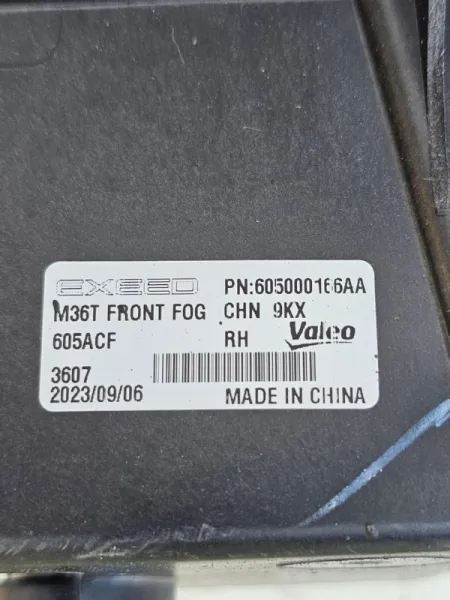 EXEED PN:605000166AA
M36T FRONT FOG CHN 9KX
605ACF RH Valeo
3607
2023/09/06 MADE IN CHINA